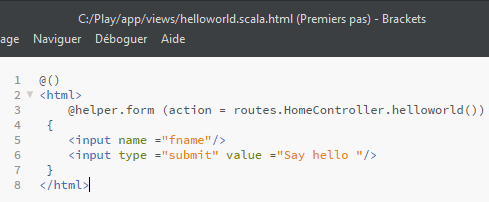 C:/Play/app/views/helloworld.scala.html (Premiers pas) - Brackets
age Naviguer Déboguer Aide
1 @()
2 <html>
3 @helper.form (action = routes.HomeController.helloworld())
4 {
5 <input name ="fname"/>
6 <input type ="submit" value ="Say hello "/>
7 }
8 </html>